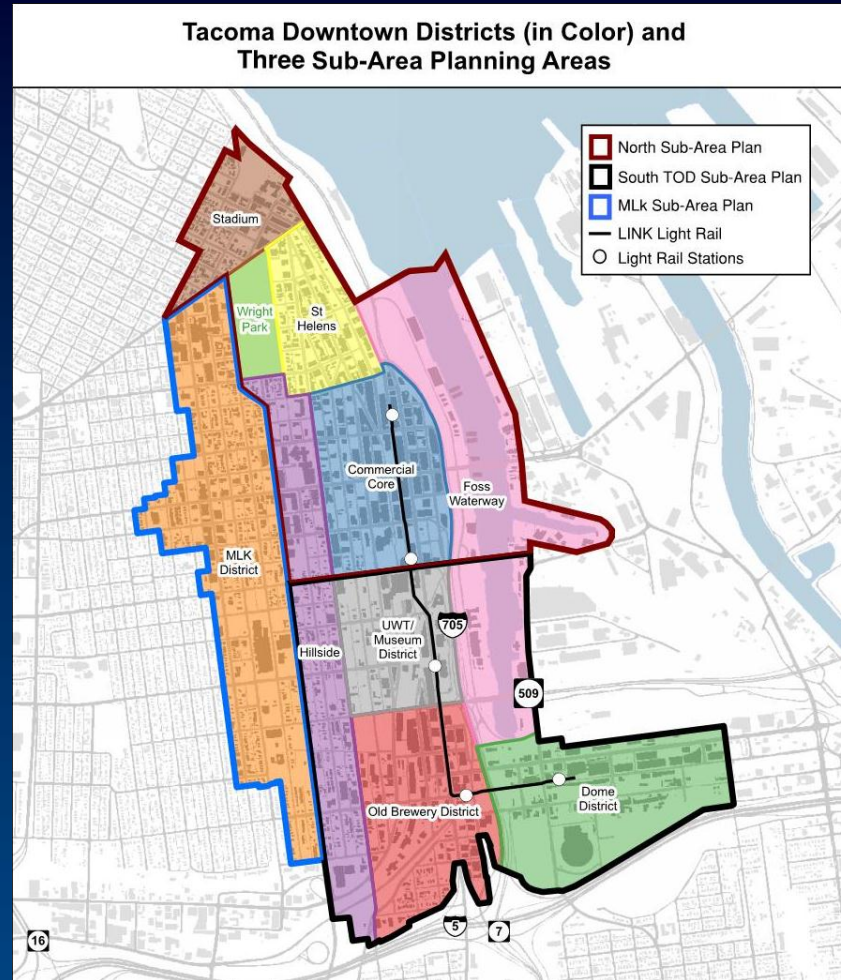 Tacoma Downtown Districts (in Color) and
Three Sub-Area Planning Areas
North Sub-Area Plan
South TOD Sub-Area Plan
MLk Sub-Area Plan
LINK Light Rail
Light Rail Stations
Stadium
Wright
Park
St
Helens
Commercial
Core
Foss
Waterway
MLK
District
UWT/
Museum
District
705
Hillside
509
Dome
District
Old Brewery District
5
7
16